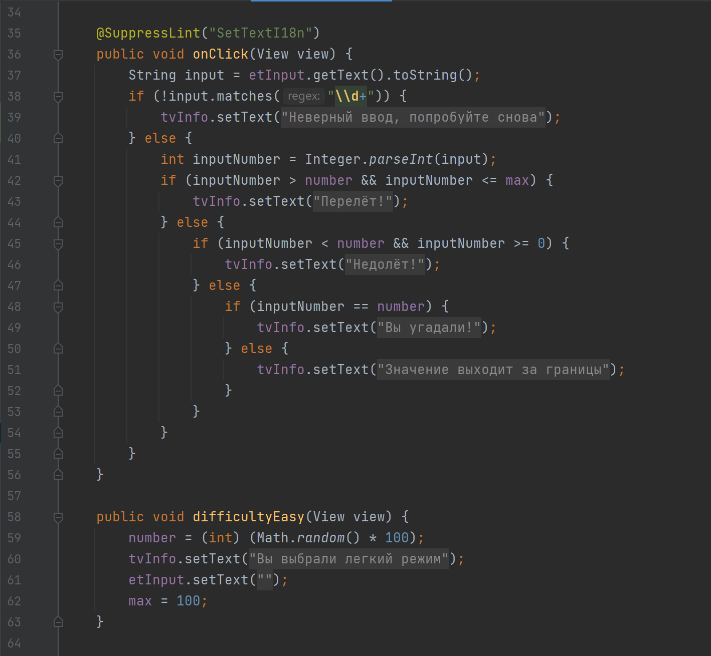 34
35 @SuppressLint("SetTextI18n")
36 public void onClick(View view) {
37 String input = etInput.getText().toString();
38 if (!input.matches( regex: "\\d+")) {
39 tvInfo.setText("Неверный ввод, попробуйте снова");
40 } else {
41 int inputNumber = Integer.parseInt(input);
42 if (inputNumber > number && inputNumber <= max) {
43 tvInfo.setText("Перелёт!");
44 } else {
45 if (inputNumber < number && inputNumber >= 0) {
46 tvInfo.setText("Недолёт!");
47 } else {
48 if (inputNumber == number) {
49 tvInfo.setText("Вы угадали!");
50 } else {
51 tvInfo.setText("Значение выходит за границы");
52 }
53 }
54 }
55 }
56 }
57
58 public void difficultyEasy(View view) {
59 number = (int) (Math.random() * 100);
60 tvInfo.setText("Вы выбрали легкий режим");
61 etInput.setText("");
62 max = 100;
63 }
64